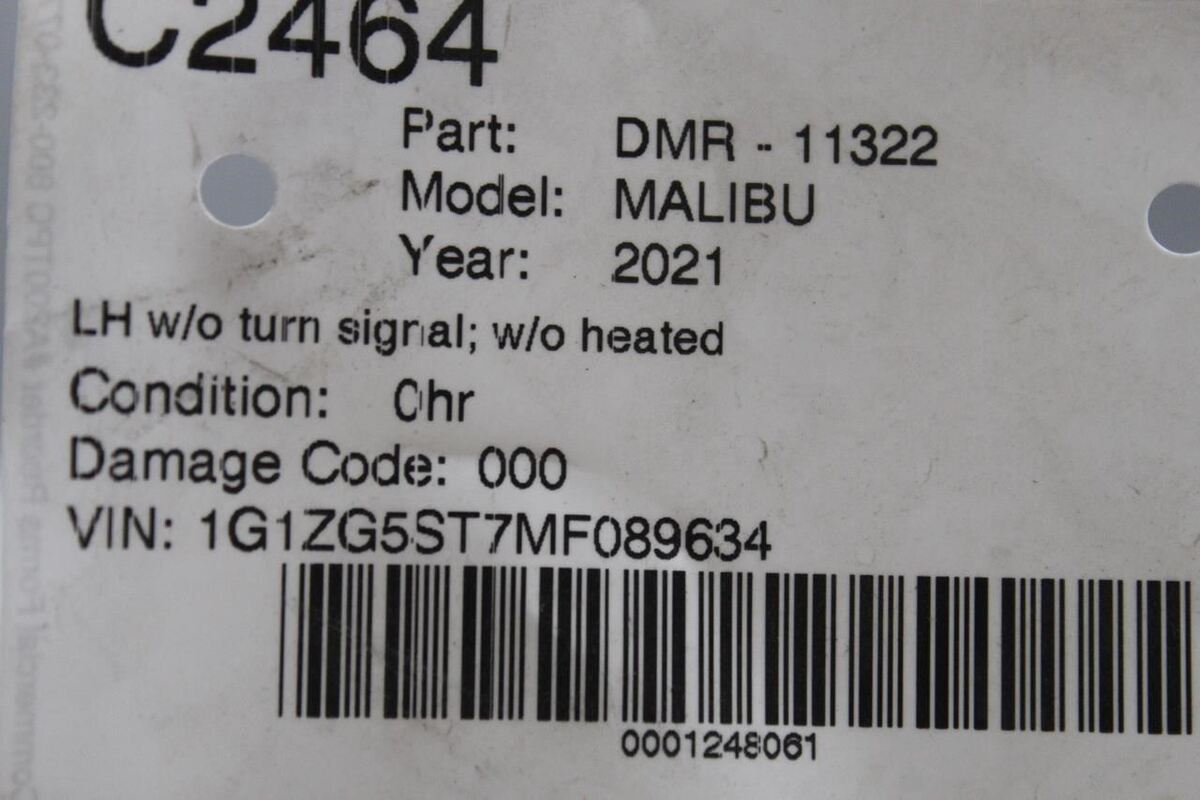 C2464
Part: DMR - 11322
Model: MALIBU
Year: 2021
LH w/o turn signal; w/o heated
Condition: 0hr
Damage Code: 000
VIN: 1G1ZG5ST7MF089634
0001248061